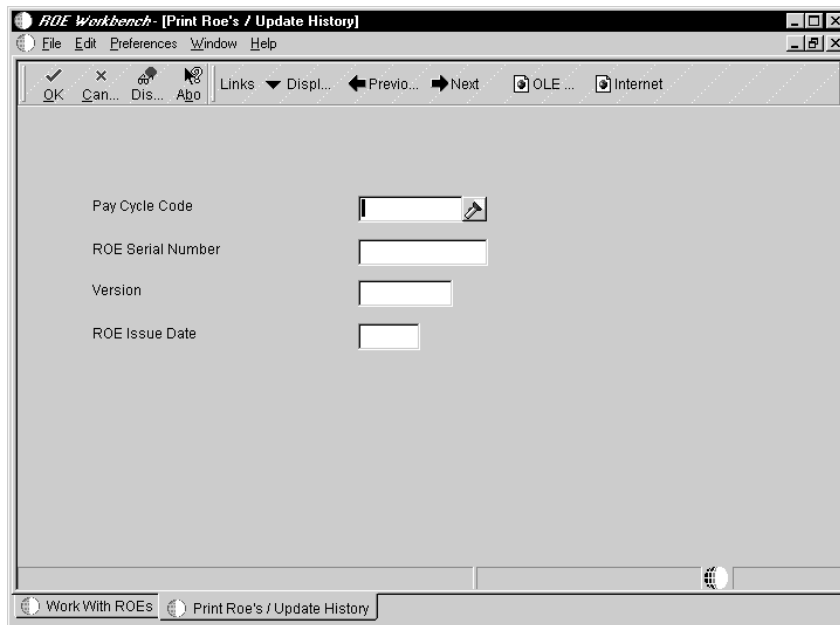 ROE Workbench - [Print Roe's / Update History]
File Edit Preferences Window Help
OK Can... Dis... Abo Links Displ... Previo... Next OLE ... Internet
Pay Cycle Code
ROE Serial Number
Version
ROE Issue Date
Work With ROEs Print Roe's / Update History